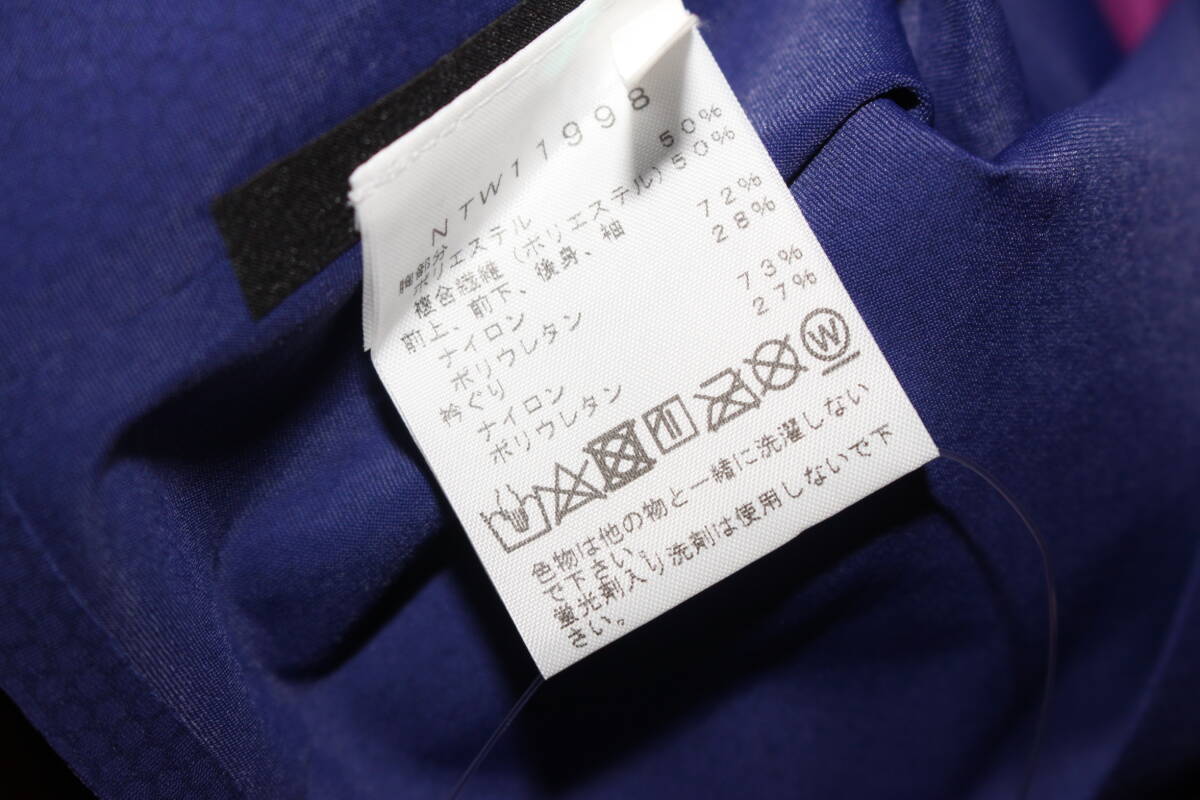 NTW11998
胸部分
ポリエステル 50%
複合繊維(ポリエステル) 50%
前上、前下、後身、袖
ナイロン 72%
ポリウレタン 28%
衿ぐり
ナイロン 73%
ポリウレタン 27%
W
色物は他の物と一緒に洗濯しない
で下さい。
蛍光剤入り洗剤は使用しないで下
さい。